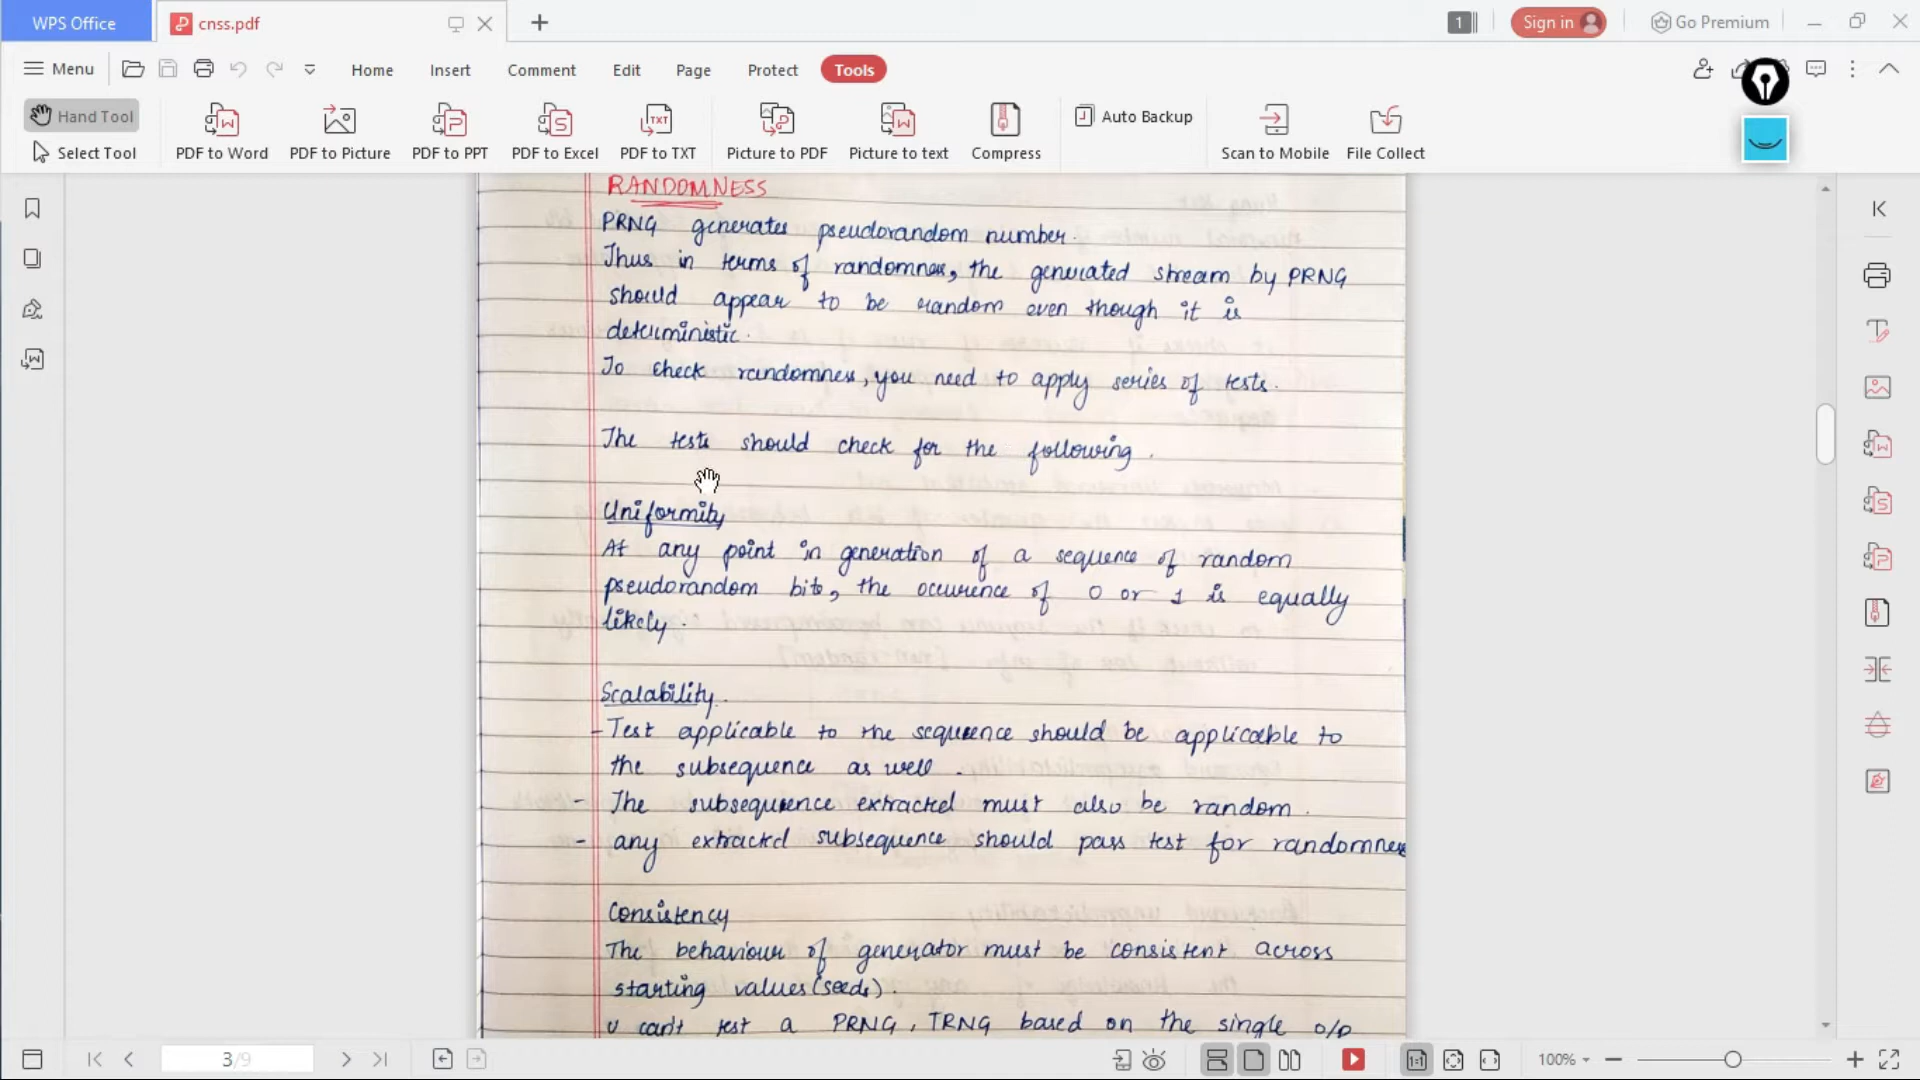 WPS Office
cnss.pdf
1
Sign in
Go Premium
Menu
Home
Insert
Comment
Edit
Page
Protect
Tools
Hand Tool
Select Tool
PDF to Word
PDF to Picture
PDF to PPT
PDF to Excel
PDF to TXT
Picture to PDF
Picture to text
Compress
Auto Backup
Scan to Mobile
File Collect
RANDOMNESS
PRNG generates pseudorandom number.
Thus in terms of randomness, the generated stream by PRNG
should appear to be random even though it is
deterministic.
To check randomness, you need to apply series of tests.
The tests should check for the following.
Uniformity
At any point in generation of a sequence of random
pseudorandom bits, the occurence of 0 or 1 is equally
likely.
Scalability.
- Test applicable to the sequence should be applicable to
the subsequence as well.
- The subsequence extracted must also be random.
- any extracted subsequence should pass test for randomness
Consistency
The behaviour of generator must be consistent across
starting values (seeds).
U can't test a PRNG, TRNG based on the single o/p
3/9
100%